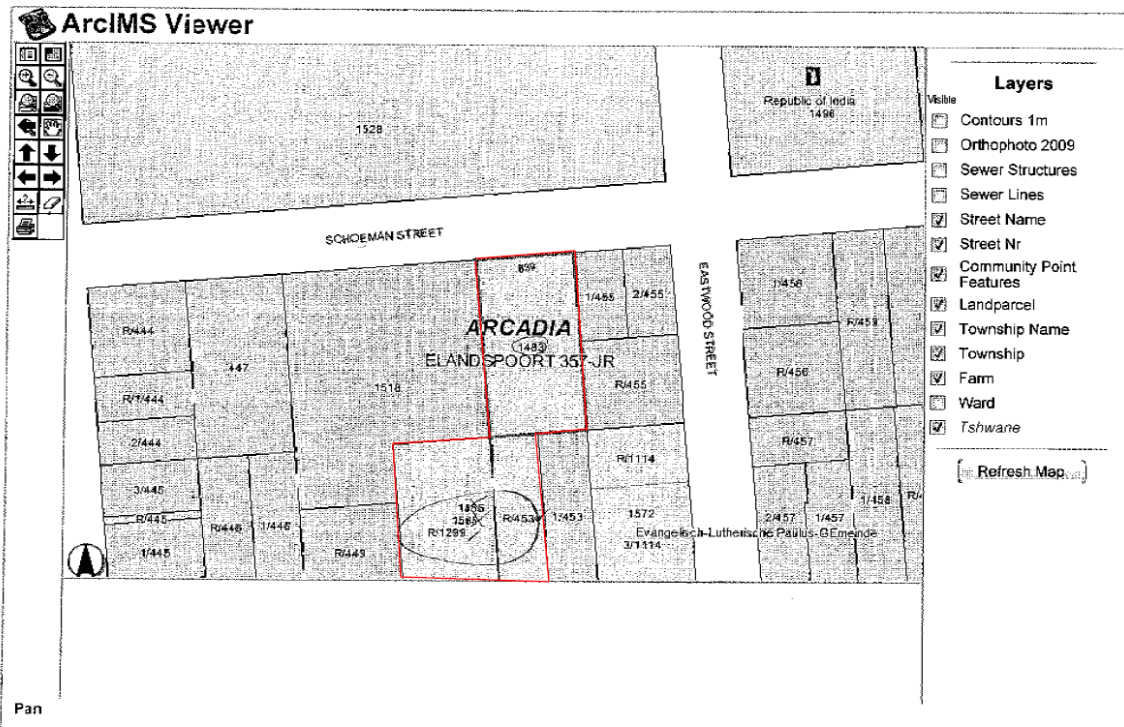 ArcIMS Viewer
1528
Republic of India
1496
SCHOEMAN STREET
EASTWOOD STREET
1/455
2/455
ARCADIA
1483
ELANDSPOORT 357-JR
R/444
447
1518
R/455
R/1/444
2/444
3/445
R/445
1/445
R/446
1/446
R/449
R/1299
R/453
1/453
R/1114
1572
Evangelisch-Lutherische Paulus-GEmeinde
3/1114
1/456
R/459
R/456
R/457
2/457
1/457
1/458
Layers
Visible
Contours 1m
Orthophoto 2009
Sewer Structures
Sewer Lines
Street Name
Street Nr
Community Point
Features
Landparcel
Township Name
Township
Farm
Ward
Tshwane
Refresh Map
Pan